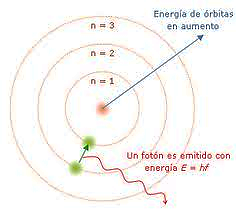 Energía de órbitas
en aumento
n = 3
n = 2
n = 1
Un fotón es emitido con
energía E = hf